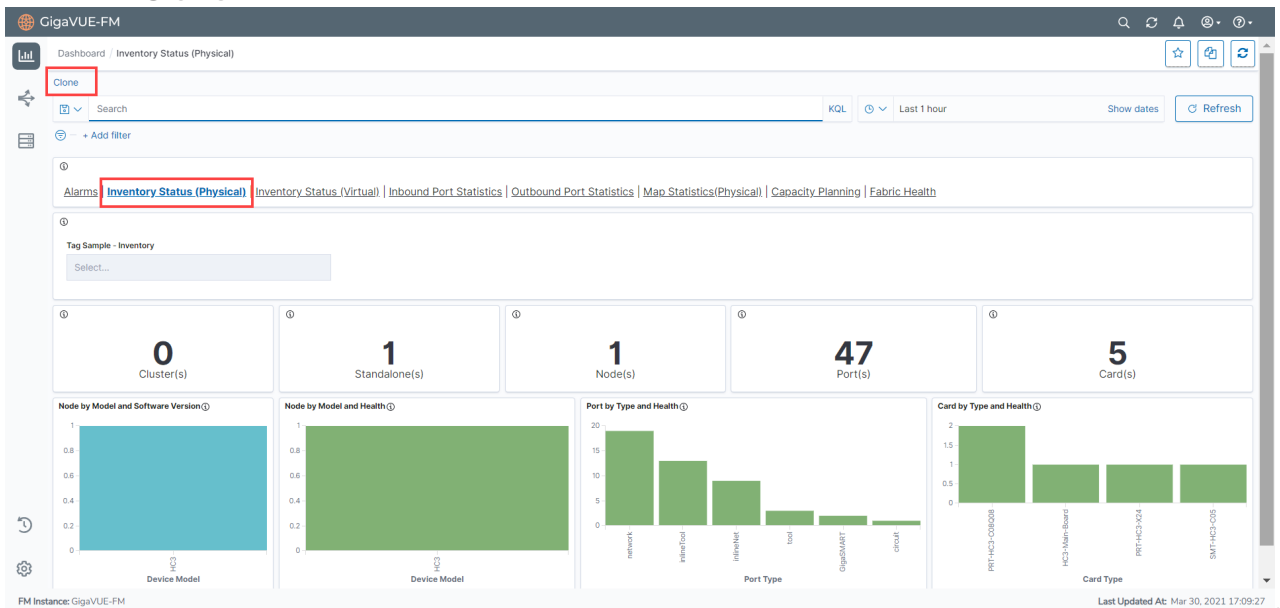 GigaVUE-FM
Dashboard / Inventory Status (Physical)
Clone
Search KQL Last 1 hour Show dates Refresh
+ Add filter
Alarms | Inventory Status (Physical) | Inventory Status (Virtual) | Inbound Port Statistics | Outbound Port Statistics | Map Statistics(Physical) | Capacity Planning | Fabric Health
Tag Sample - Inventory
Select...
0
Cluster(s)
1
Standalone(s)
1
Node(s)
47
Port(s)
5
Card(s)
Node by Model and Software Version
1
0.8
0.6
0.4
0.2
0
HC3
Device Model
Node by Model and Health
1
0.8
0.6
0.4
0.2
0
HC3
Device Model
Port by Type and Health
20
15
10
5
0
network
inlineTool
inlineNet
tool
GigaSMART
circuit
Port Type
Card by Type and Health
2
1.5
1
0.5
0
PRT-HC3-C08Q08
HC3-Main-Board
PRT-HC3-X24
SMT-HC3-C05
Card Type
FM Instance: GigaVUE-FM
Last Updated At: Mar 30, 2021 17:09:27